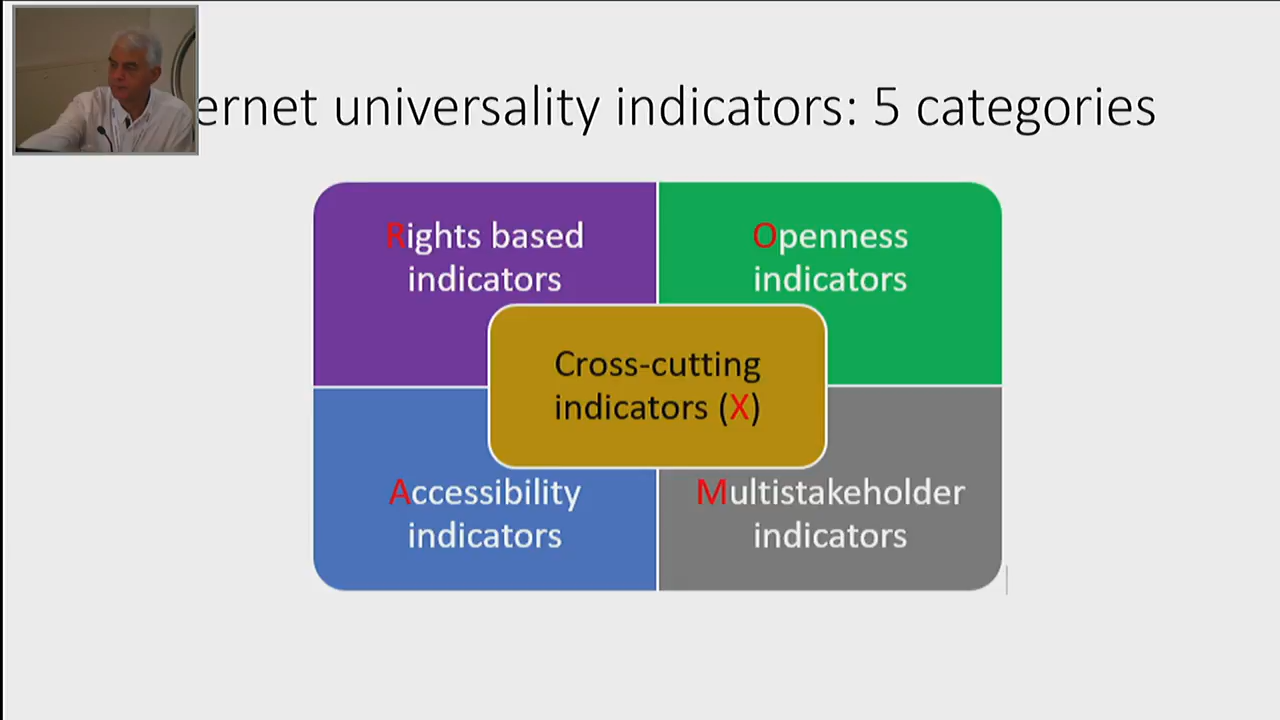 ernet universality indicators: 5 categories
Rights based
indicators
Openness
indicators
Cross-cutting
indicators (X)
Accessibility
indicators
Multistakeholder
indicators